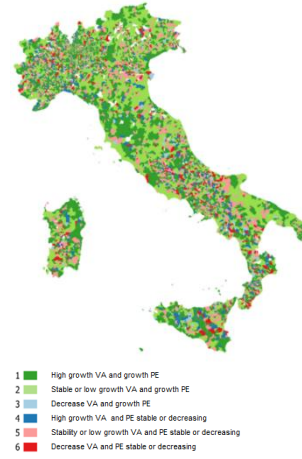 1 High growth VA and growth PE
2 Stable or low growth VA and growth PE
3 Decrease VA and growth PE
4 High growth VA and PE stable or decreasing
5 Stability or low growth VA and PE stable or decreasing
6 Decrease VA and PE stable or decreasing